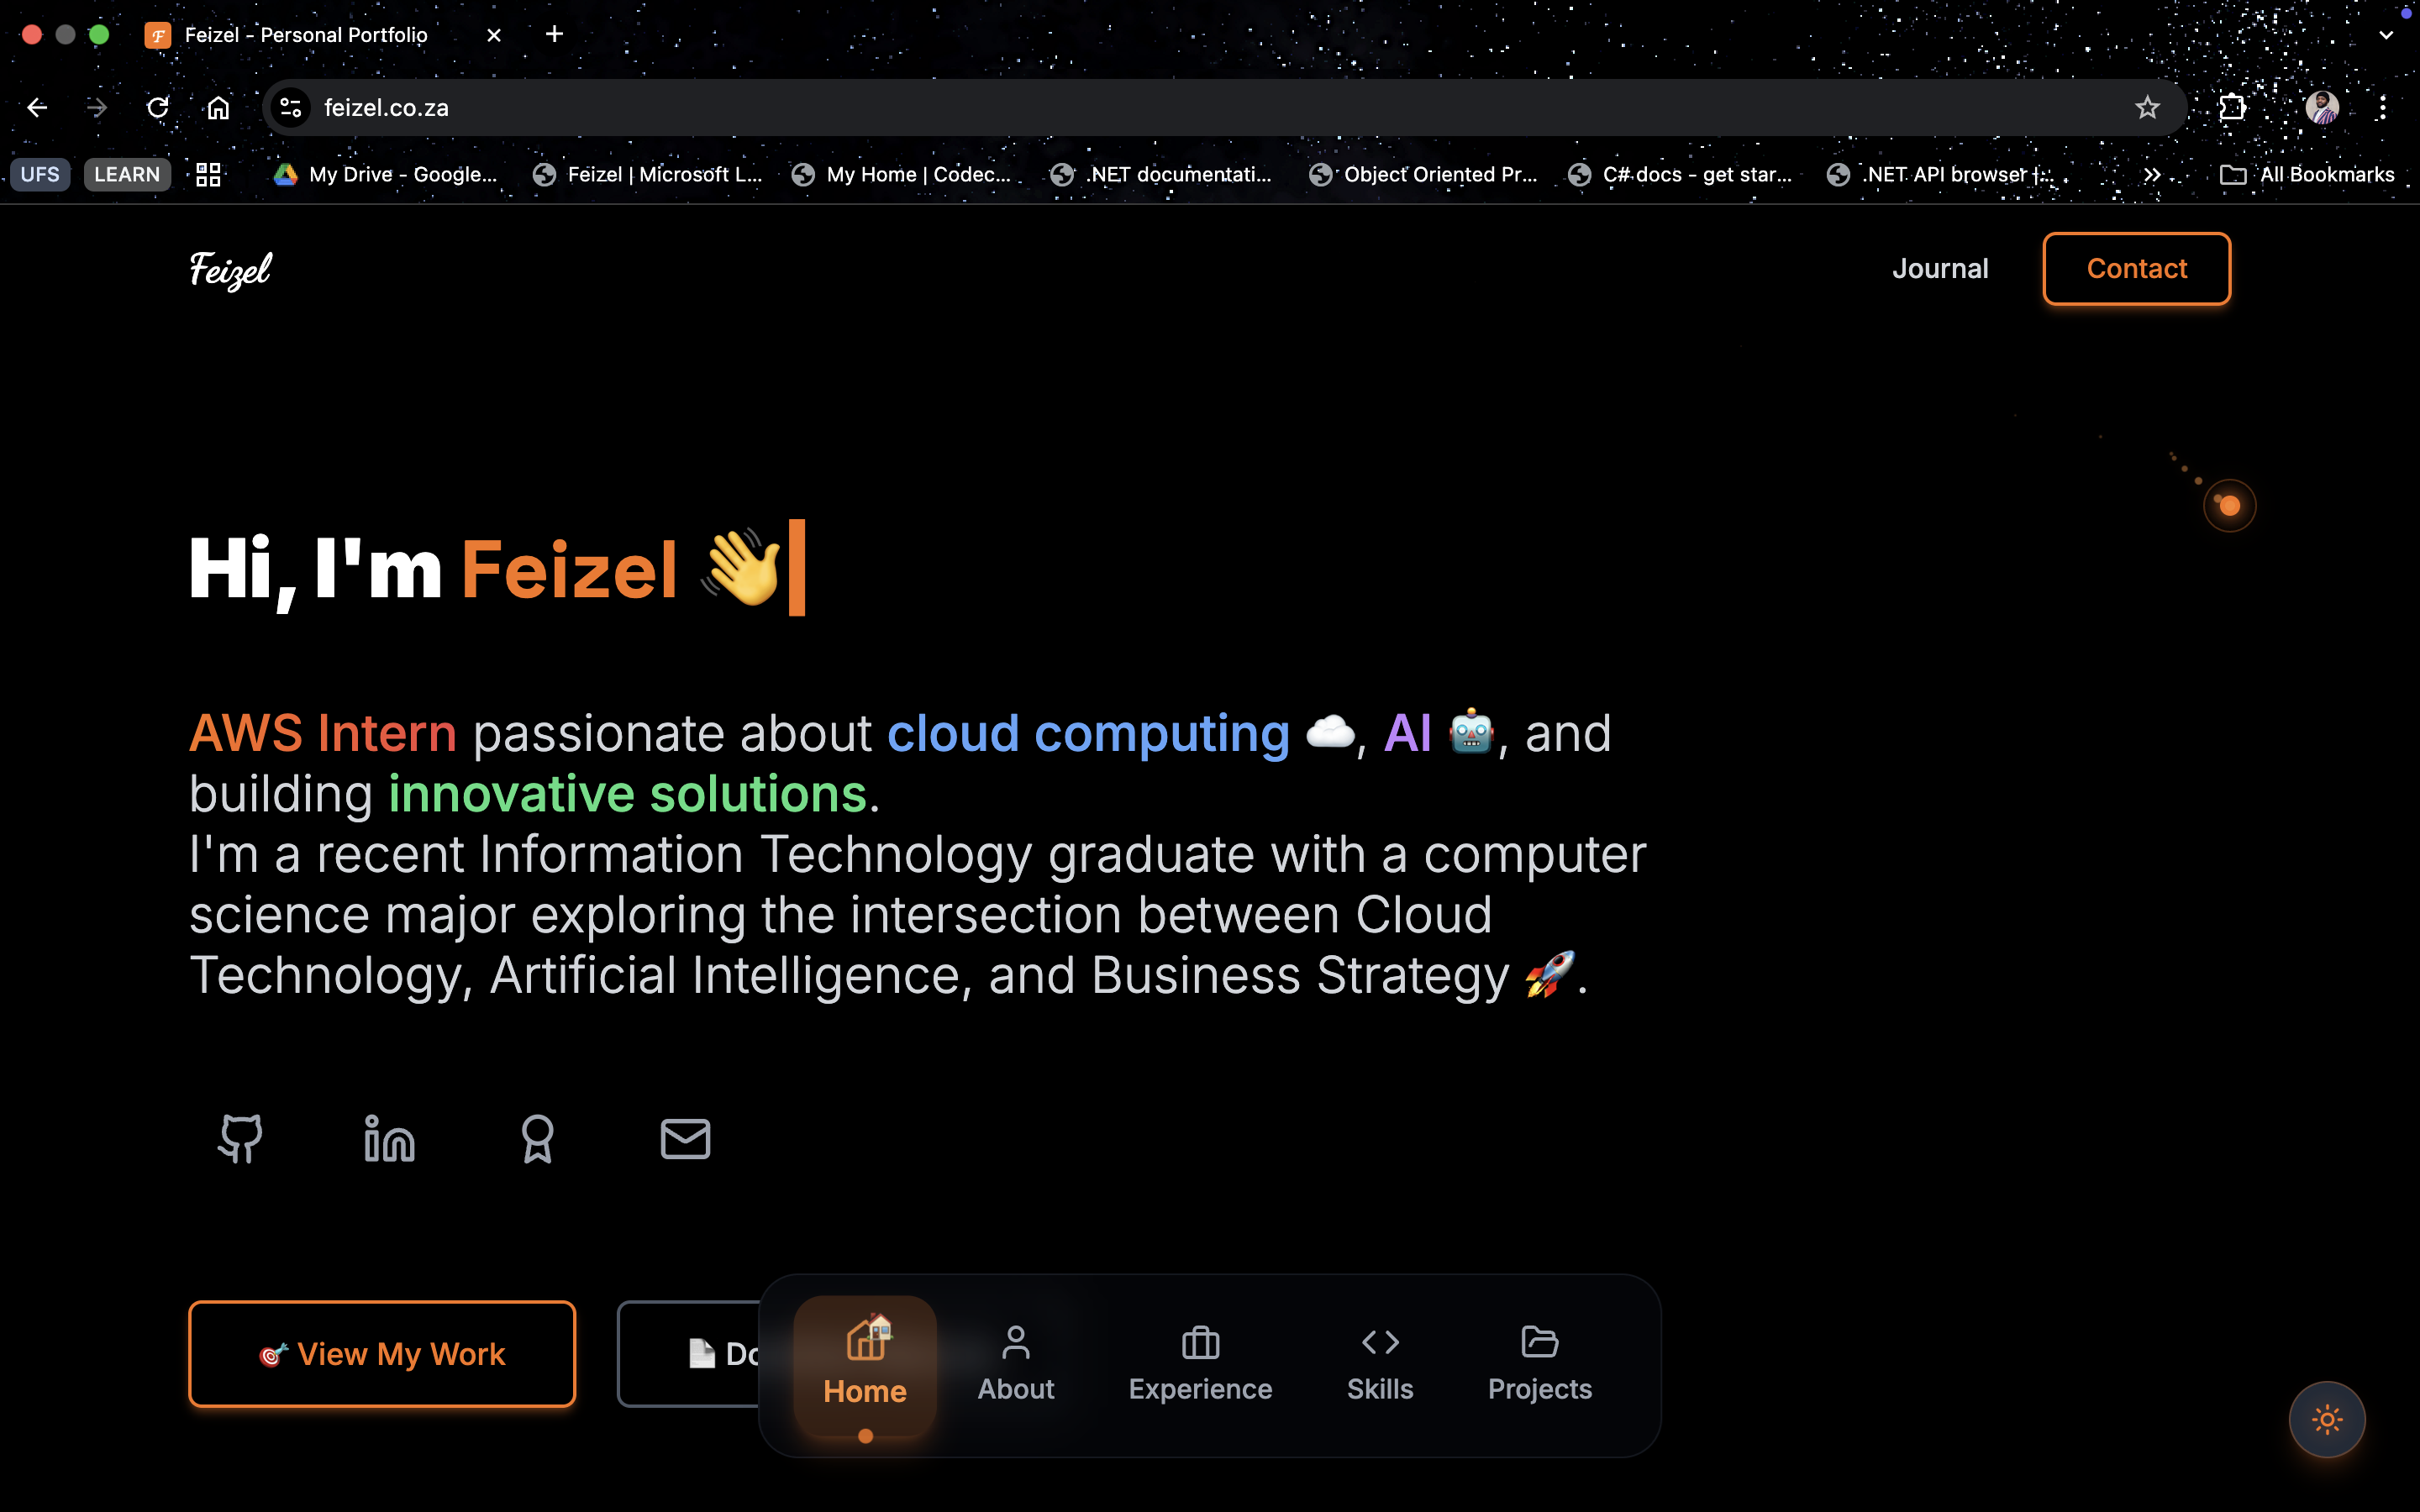 Feizel - Personal Portfolio
feizel.co.za
UFS LEARN My Drive - Google... Feizel | Microsoft L... My Home | Codec... .NET documentati... Object Oriented Pr... C# docs - get star... .NET API browser |... All Bookmarks
Feizel Journal Contact
Hi, I'm Feizel 👋
AWS Intern passionate about cloud computing ☁️, AI 🤖, and
building innovative solutions.
I'm a recent Information Technology graduate with a computer
science major exploring the intersection between Cloud
Technology, Artificial Intelligence, and Business Strategy 🚀.
🎯 View My Work
Home About Experience Skills Projects